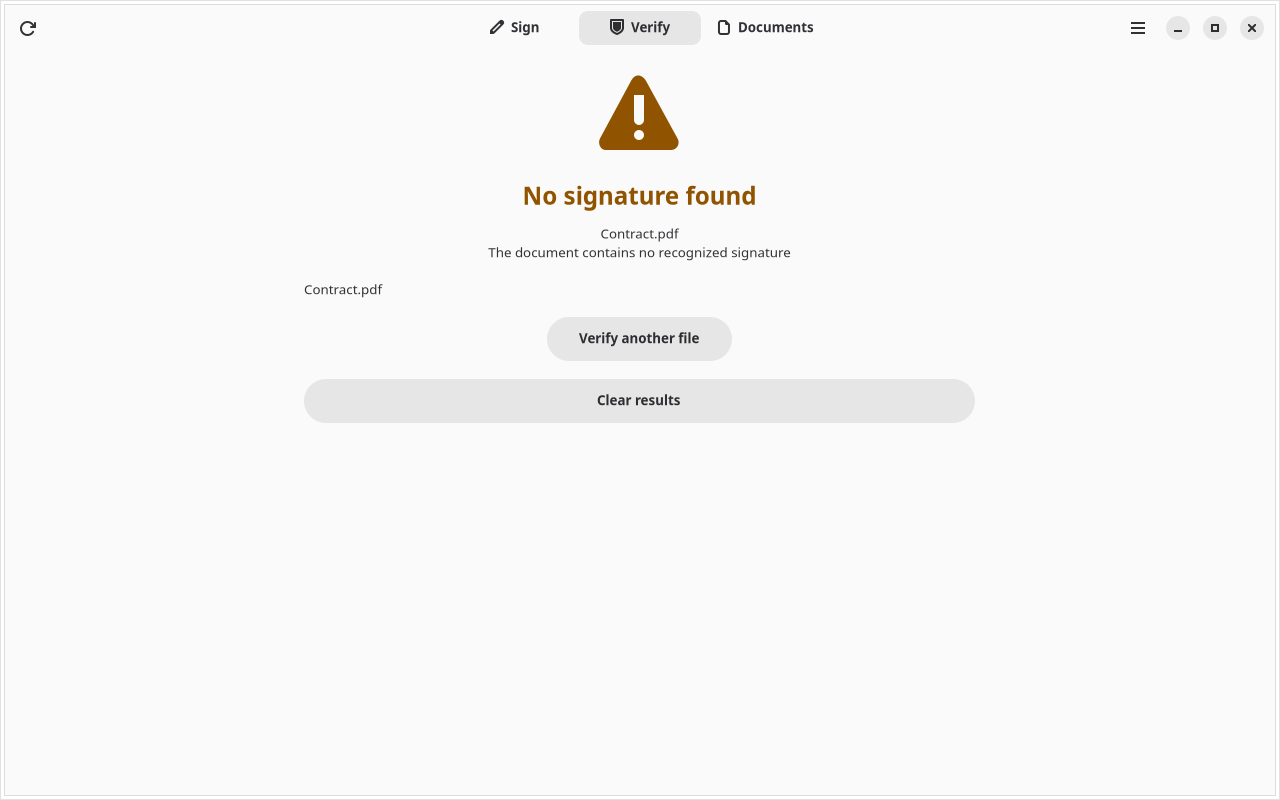 Sign
Verify
Documents
No signature found
Contract.pdf
The document contains no recognized signature
Contract.pdf
Verify another file
Clear results